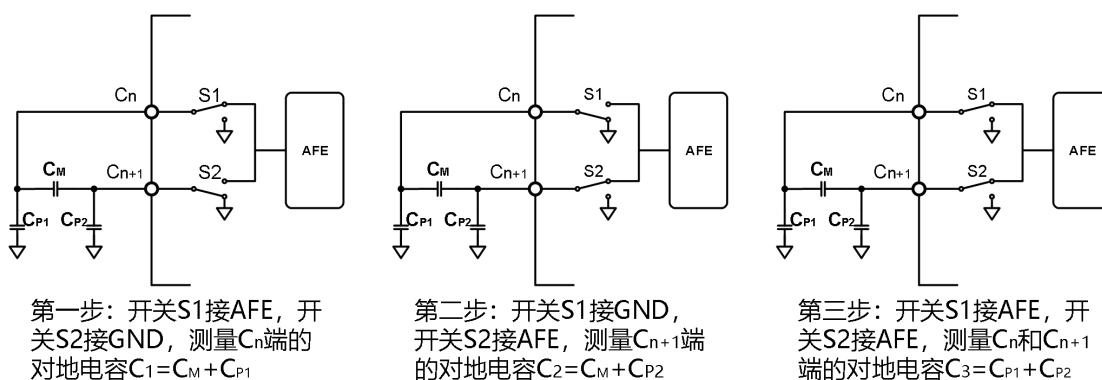 Cn
S1
Cn+1
S2
CM
CP1
CP2
AFE
第一步：开关S1接AFE，开
关S2接GND，测量Cn端的
对地电容C1=CM+CP1
Cn
S1
Cn+1
S2
CM
CP1
CP2
AFE
第二步：开关S1接GND，
开关S2接AFE，测量Cn+1端
的对地电容C2=CM+CP2
Cn
S1
Cn+1
S2
CM
CP1
CP2
AFE
第三步：开关S1接AFE，开
关S2接AFE，测量Cn和Cn+1
端的对地电容C3=CP1+CP2